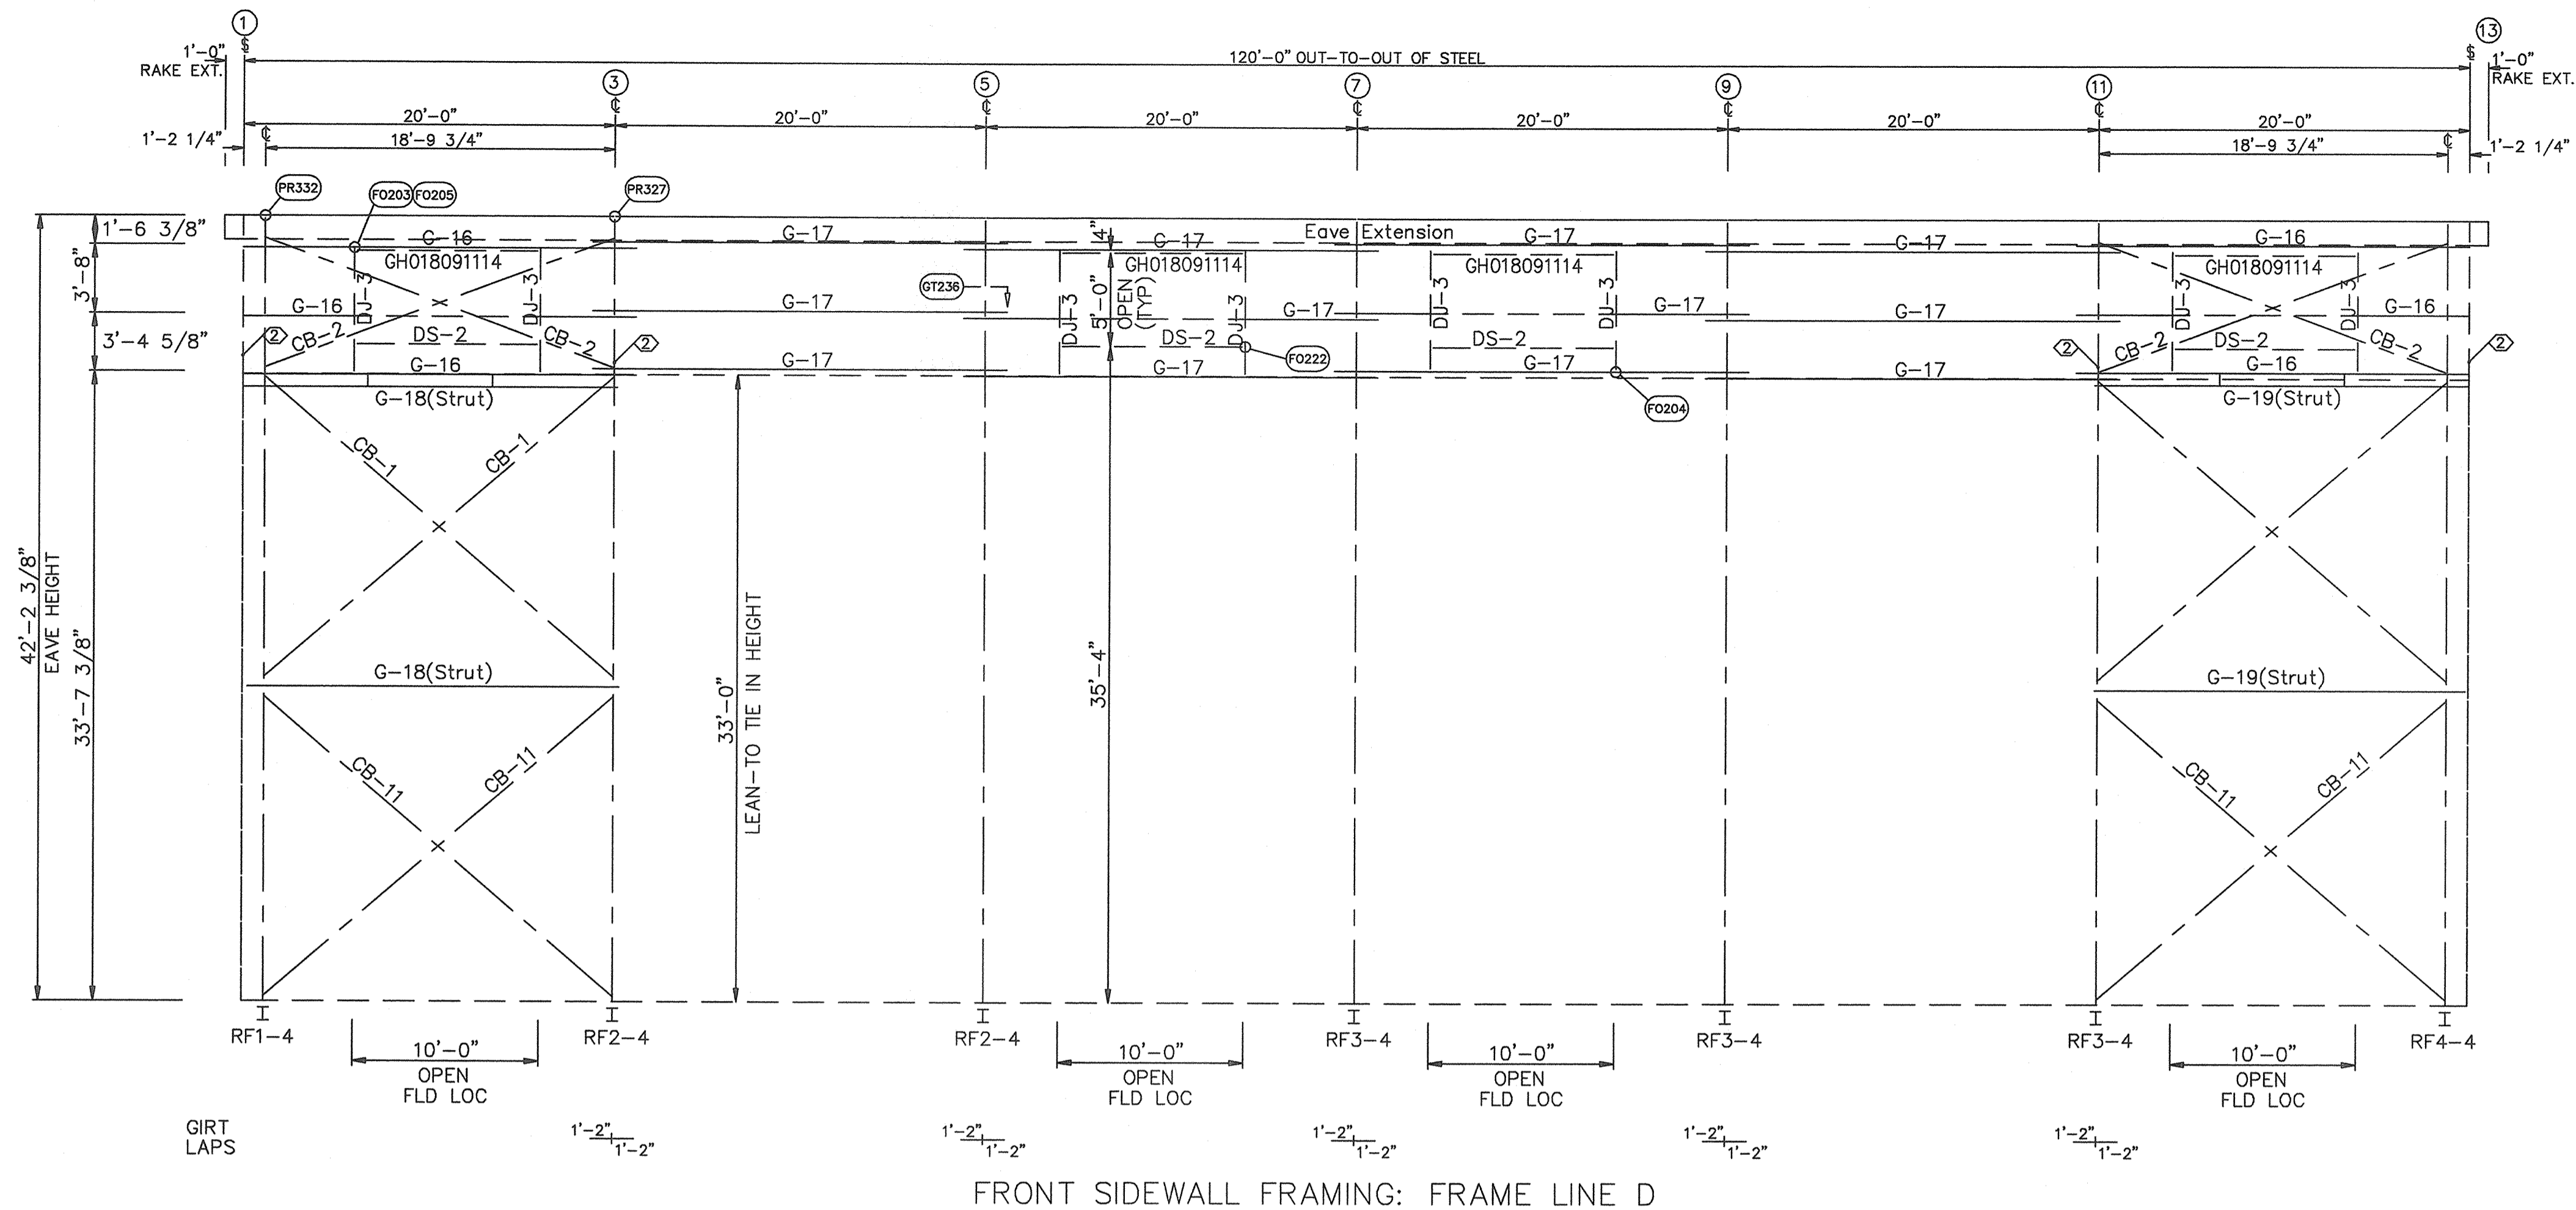 1 13
1'-0" 120'-0" OUT-TO-OUT OF STEEL 1'-0"
RAKE EXT. RAKE EXT.
3 5 7 9 11
20'-0" 20'-0" 20'-0" 20'-0" 20'-0" 20'-0"
1'-2 1/4" 18'-9 3/4" 18'-9 3/4" 1'-2 1/4"
PR332 FO203 FO205 PR327
1'-6 3/8" G-16 G-17 4" G-17 Eave Extension G-17 G-17 G-16
GH018091114 GH018091114 GH018091114 GH018091114
3'-8" DJ-3 DJ-3 GT236 DJ-3 5'-0" OPEN (TYP) DJ-3 DJ-3 DJ-3 DJ-3 DJ-3
G-16 G-17 G-17 G-17 G-17 G-16
3'-4 5/8" 2 CB-2 DS-2 CB-2 2 DS-2 FO222 DS-2 2 CB-2 DS-2 CB-2 2
G-16 G-17 G-17 G-17 G-17 G-16
G-18(Strut) FO204 G-19(Strut)
CB-1 CB-1
42'-2 3/8"
EAVE HEIGHT
33'-7 3/8"
33'-0"
LEAN-TO TIE IN HEIGHT
35'-4"
G-18(Strut) G-19(Strut)
CB-11 CB-11 CB-11 CB-11
RF1-4 RF2-4 RF2-4 RF3-4 RF3-4 RF3-4 RF4-4
10'-0" 10'-0" 10'-0" 10'-0"
OPEN OPEN OPEN OPEN
FLD LOC FLD LOC FLD LOC FLD LOC
GIRT
LAPS
1'-2" 1'-2" 1'-2" 1'-2" 1'-2"
1'-2" 1'-2" 1'-2" 1'-2" 1'-2"
FRONT SIDEWALL FRAMING: FRAME LINE D